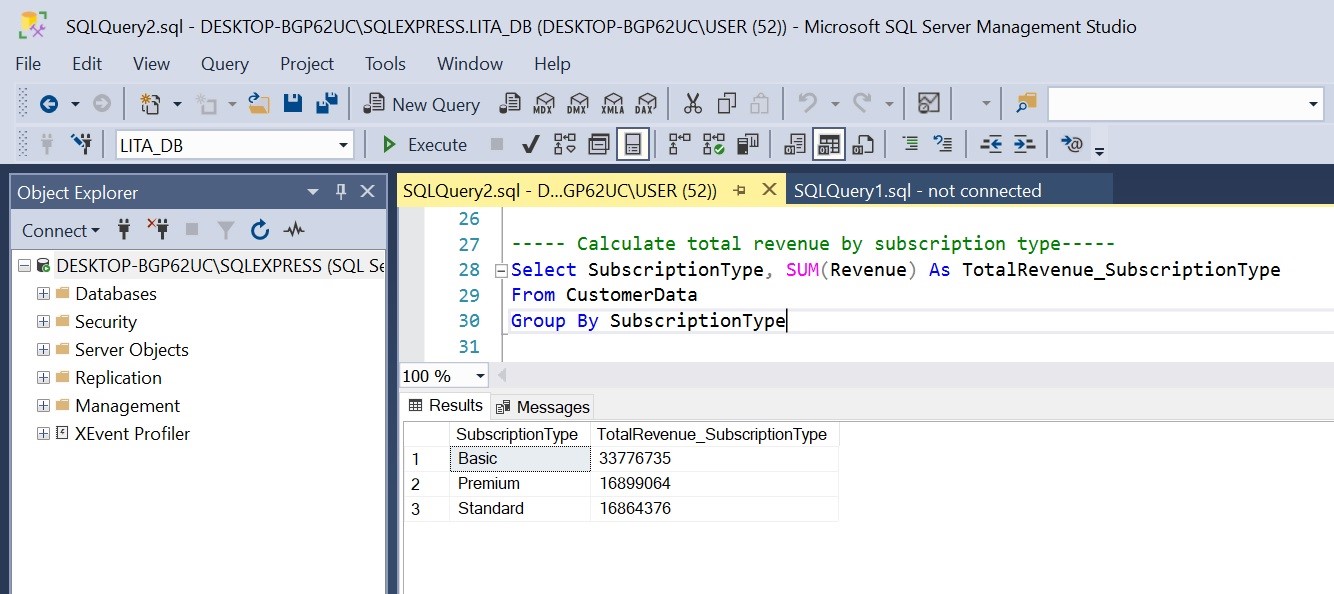 SQLQuery2.sql - DESKTOP-BGP62UC\SQLEXPRESS.LITA_DB (DESKTOP-BGP62UC\USER (52)) - Microsoft SQL Server Management Studio
File Edit View Query Project Tools Window Help
New Query MDX DMX XMLA DAX
LITA_DB Execute
Object Explorer
Connect
DESKTOP-BGP62UC\SQLEXPRESS (SQL Se
Databases
Security
Server Objects
Replication
Management
XEvent Profiler
SQLQuery2.sql - D...GP62UC\USER (52)) SQLQuery1.sql - not connected
26
27 ----- Calculate total revenue by subscription type-----
28 Select SubscriptionType, SUM(Revenue) As TotalRevenue_SubscriptionType
29 From CustomerData
30 Group By SubscriptionType
31
100 %
Results Messages
SubscriptionType TotalRevenue_SubscriptionType
1 Basic 33776735
2 Premium 16899064
3 Standard 16864376